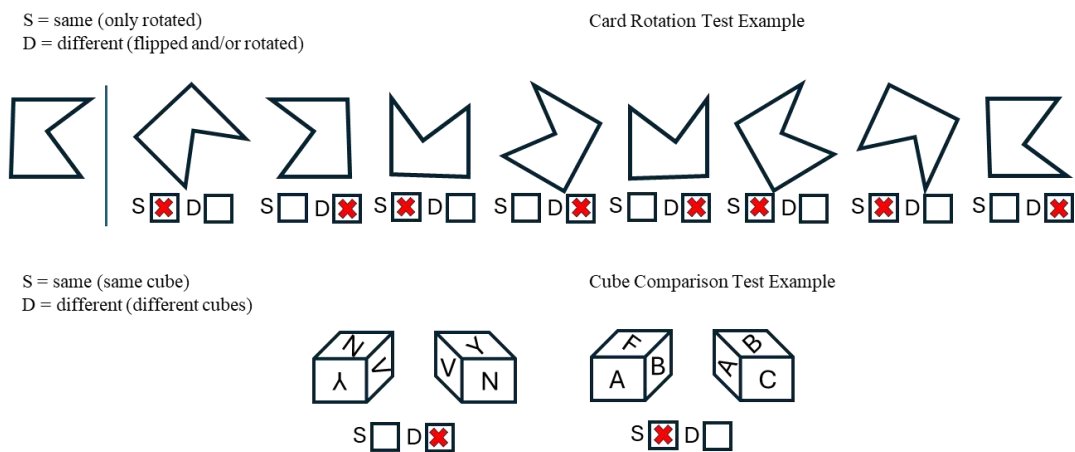 S = same (only rotated)
Card Rotation Test Example
D = different (flipped and/or rotated)
S D S D S D S D S D S D S D S D
S = same (same cube)
Cube Comparison Test Example
D = different (different cubes)
N V Y
V Y N
F B A
A B C
S D S D